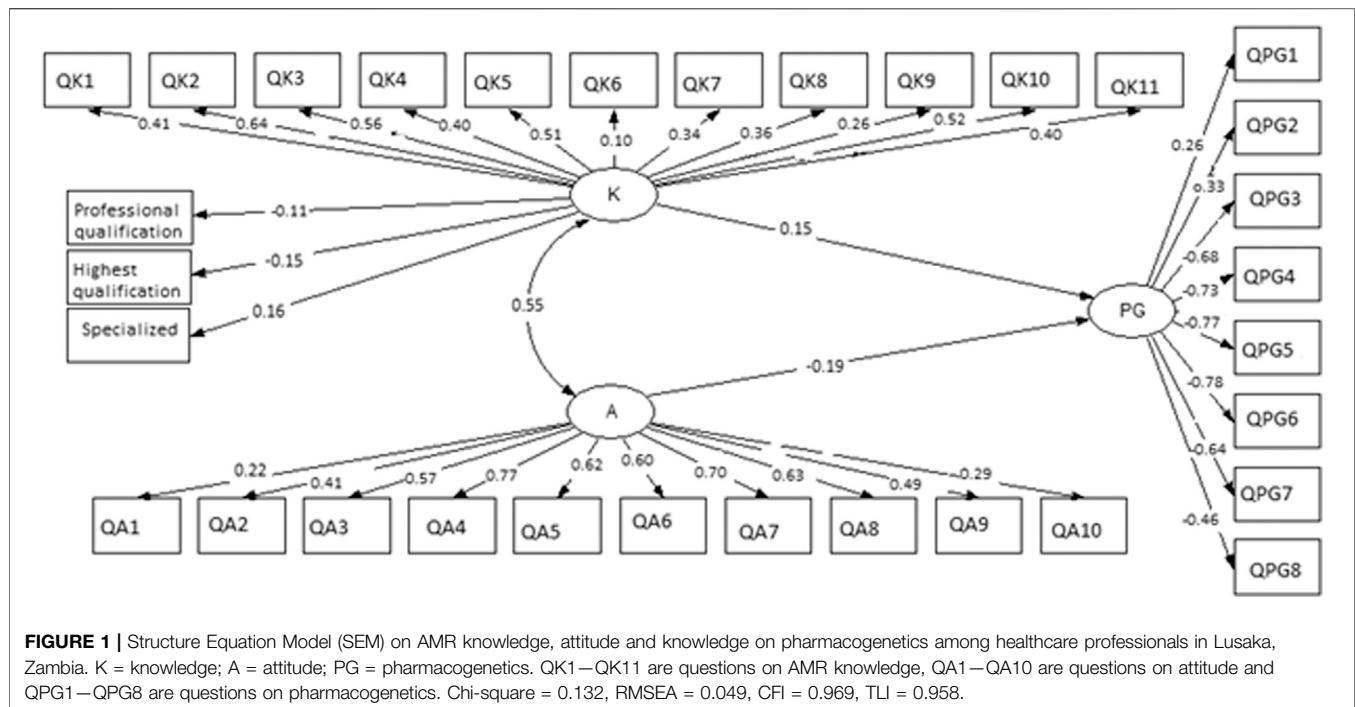 QK1 QK2 QK3 QK4 QK5 QK6 QK7 QK8 QK9 QK10 QK11
0.41 0.64 0.56 0.40 0.51 0.10 0.34 0.36 0.26 0.52 0.40
QPG1
QPG2
QPG3
QPG4
QPG5
QPG6
QPG7
QPG8
0.26
0.33
-0.68
-0.73
-0.77
-0.78
-0.64
-0.46
K
Professional
qualification
-0.11
Highest
qualification
-0.15
Specialized
0.16
0.15
0.55
PG
-0.19
A
0.22 0.41 0.57 0.77 0.62 0.60 0.70 0.63 0.49 0.29
QA1 QA2 QA3 QA4 QA5 QA6 QA7 QA8 QA9 QA10
FIGURE 1 | Structure Equation Model (SEM) on AMR knowledge, attitude and knowledge on pharmacogenetics among healthcare professionals in Lusaka,
Zambia. K = knowledge; A = attitude; PG = pharmacogenetics. QK1—QK11 are questions on AMR knowledge, QA1—QA10 are questions on attitude and
QPG1—QPG8 are questions on pharmacogenetics. Chi-square = 0.132, RMSEA = 0.049, CFI = 0.969, TLI = 0.958.